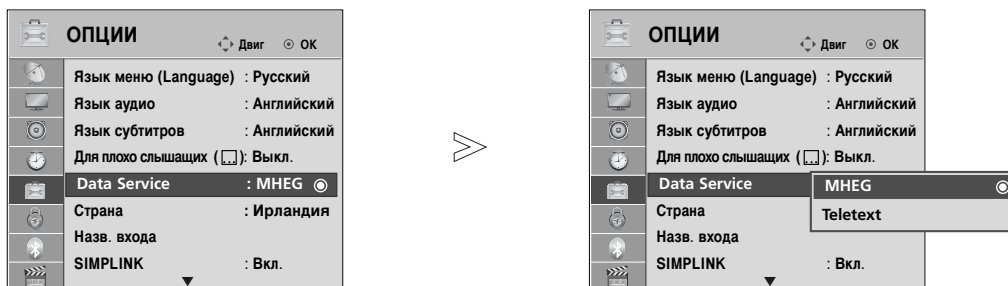 ОПЦИИ
Двиг ОК
Язык меню (Language) : Русский
Язык аудио : Английский
Язык субтитров : Английский
Для плохо слышащих ( ): Выкл.
Data Service : MHEG
Страна : Ирландия
Назв. входа
SIMPLINK : Вкл.
ОПЦИИ
Двиг ОК
Язык меню (Language) : Русский
Язык аудио : Английский
Язык субтитров : Английский
Для плохо слышащих ( ): Выкл.
Data Service
MHEG
Страна
Teletext
Назв. входа
SIMPLINK : Вкл.